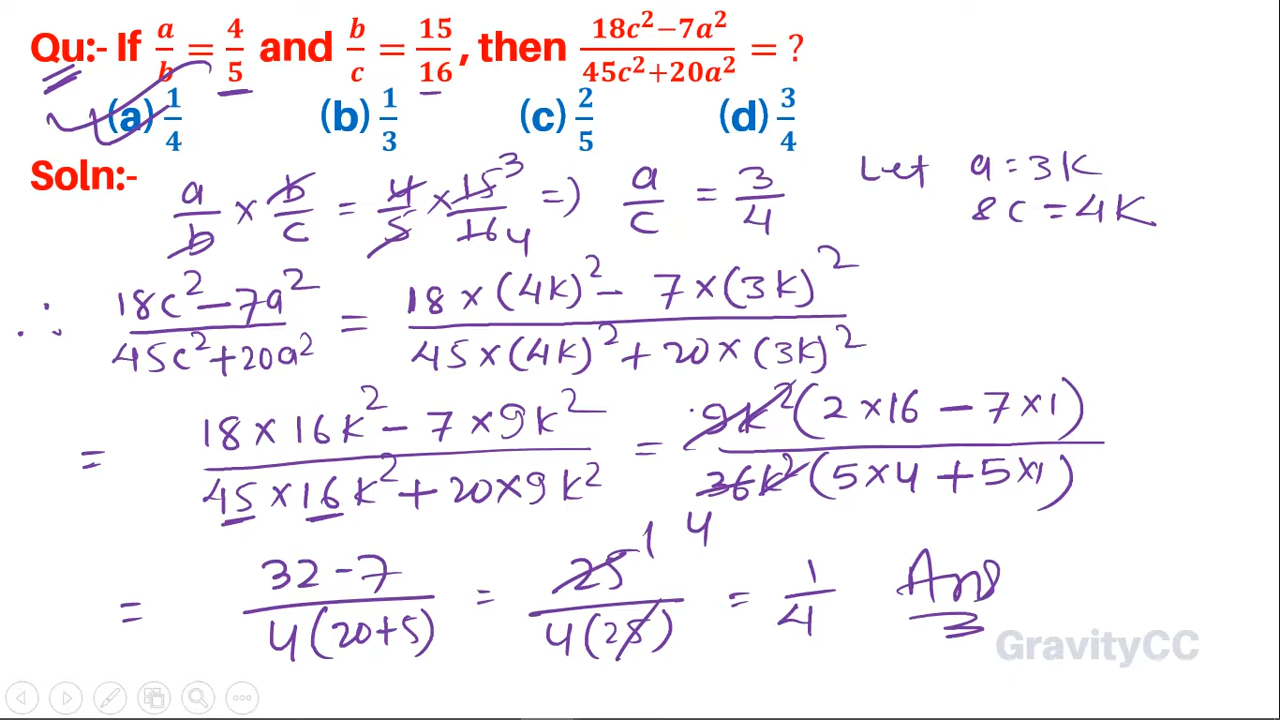 Qu:- If a/b = 4/5 and b/c = 15/16, then (18c²−7a²)/(45c²+20a²) = ?
(a) 1/4 (b) 1/3 (c) 2/5 (d) 3/4
Soln:-
a/b × b/c = 4/5 × 15/16 3 4 => a/c = 3/4
Let a = 3K
& c = 4K
∴ (18c²−7a²)/(45c²+20a²) = (18×(4k)²−7×(3k)²)/(45×(4k)²+20×(3k)²)
= (18×16k²−7×9k²)/(45×16k²+20×9k²) = 9k²(2×16−7×1)/36k²(5×4+5×1) 4
= (32−7)/4(20+5) = 25/4(25) 1 = 1/4 Ans
GravityCC